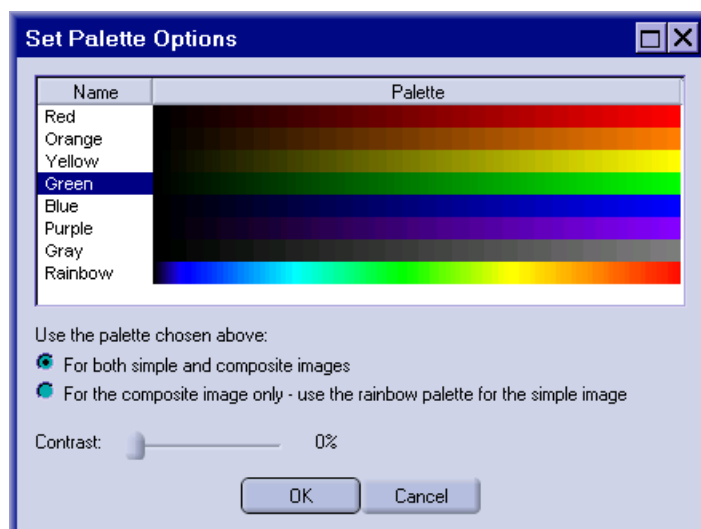 Set Palette Options
Name Palette
Red
Orange
Yellow
Green
Blue
Purple
Gray
Rainbow
Use the palette chosen above:
For both simple and composite images
For the composite image only - use the rainbow palette for the simple image
Contrast: 0%
OK Cancel